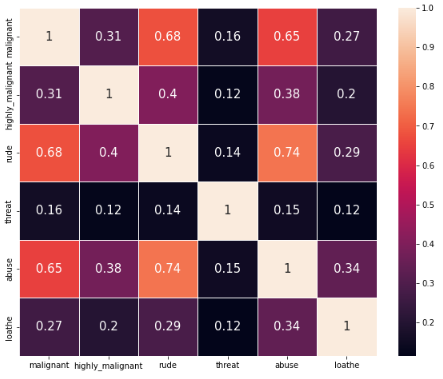 malignant 1 0.31 0.68 0.16 0.65 0.27
highly_malignant 0.31 1 0.4 0.12 0.38 0.2
rude 0.68 0.4 1 0.14 0.74 0.29
threat 0.16 0.12 0.14 1 0.15 0.12
abuse 0.65 0.38 0.74 0.15 1 0.34
loathe 0.27 0.2 0.29 0.12 0.34 1
malignant highly_malignant rude threat abuse loathe
1.0
0.9
0.8
0.7
0.6
0.5
0.4
0.3
0.2